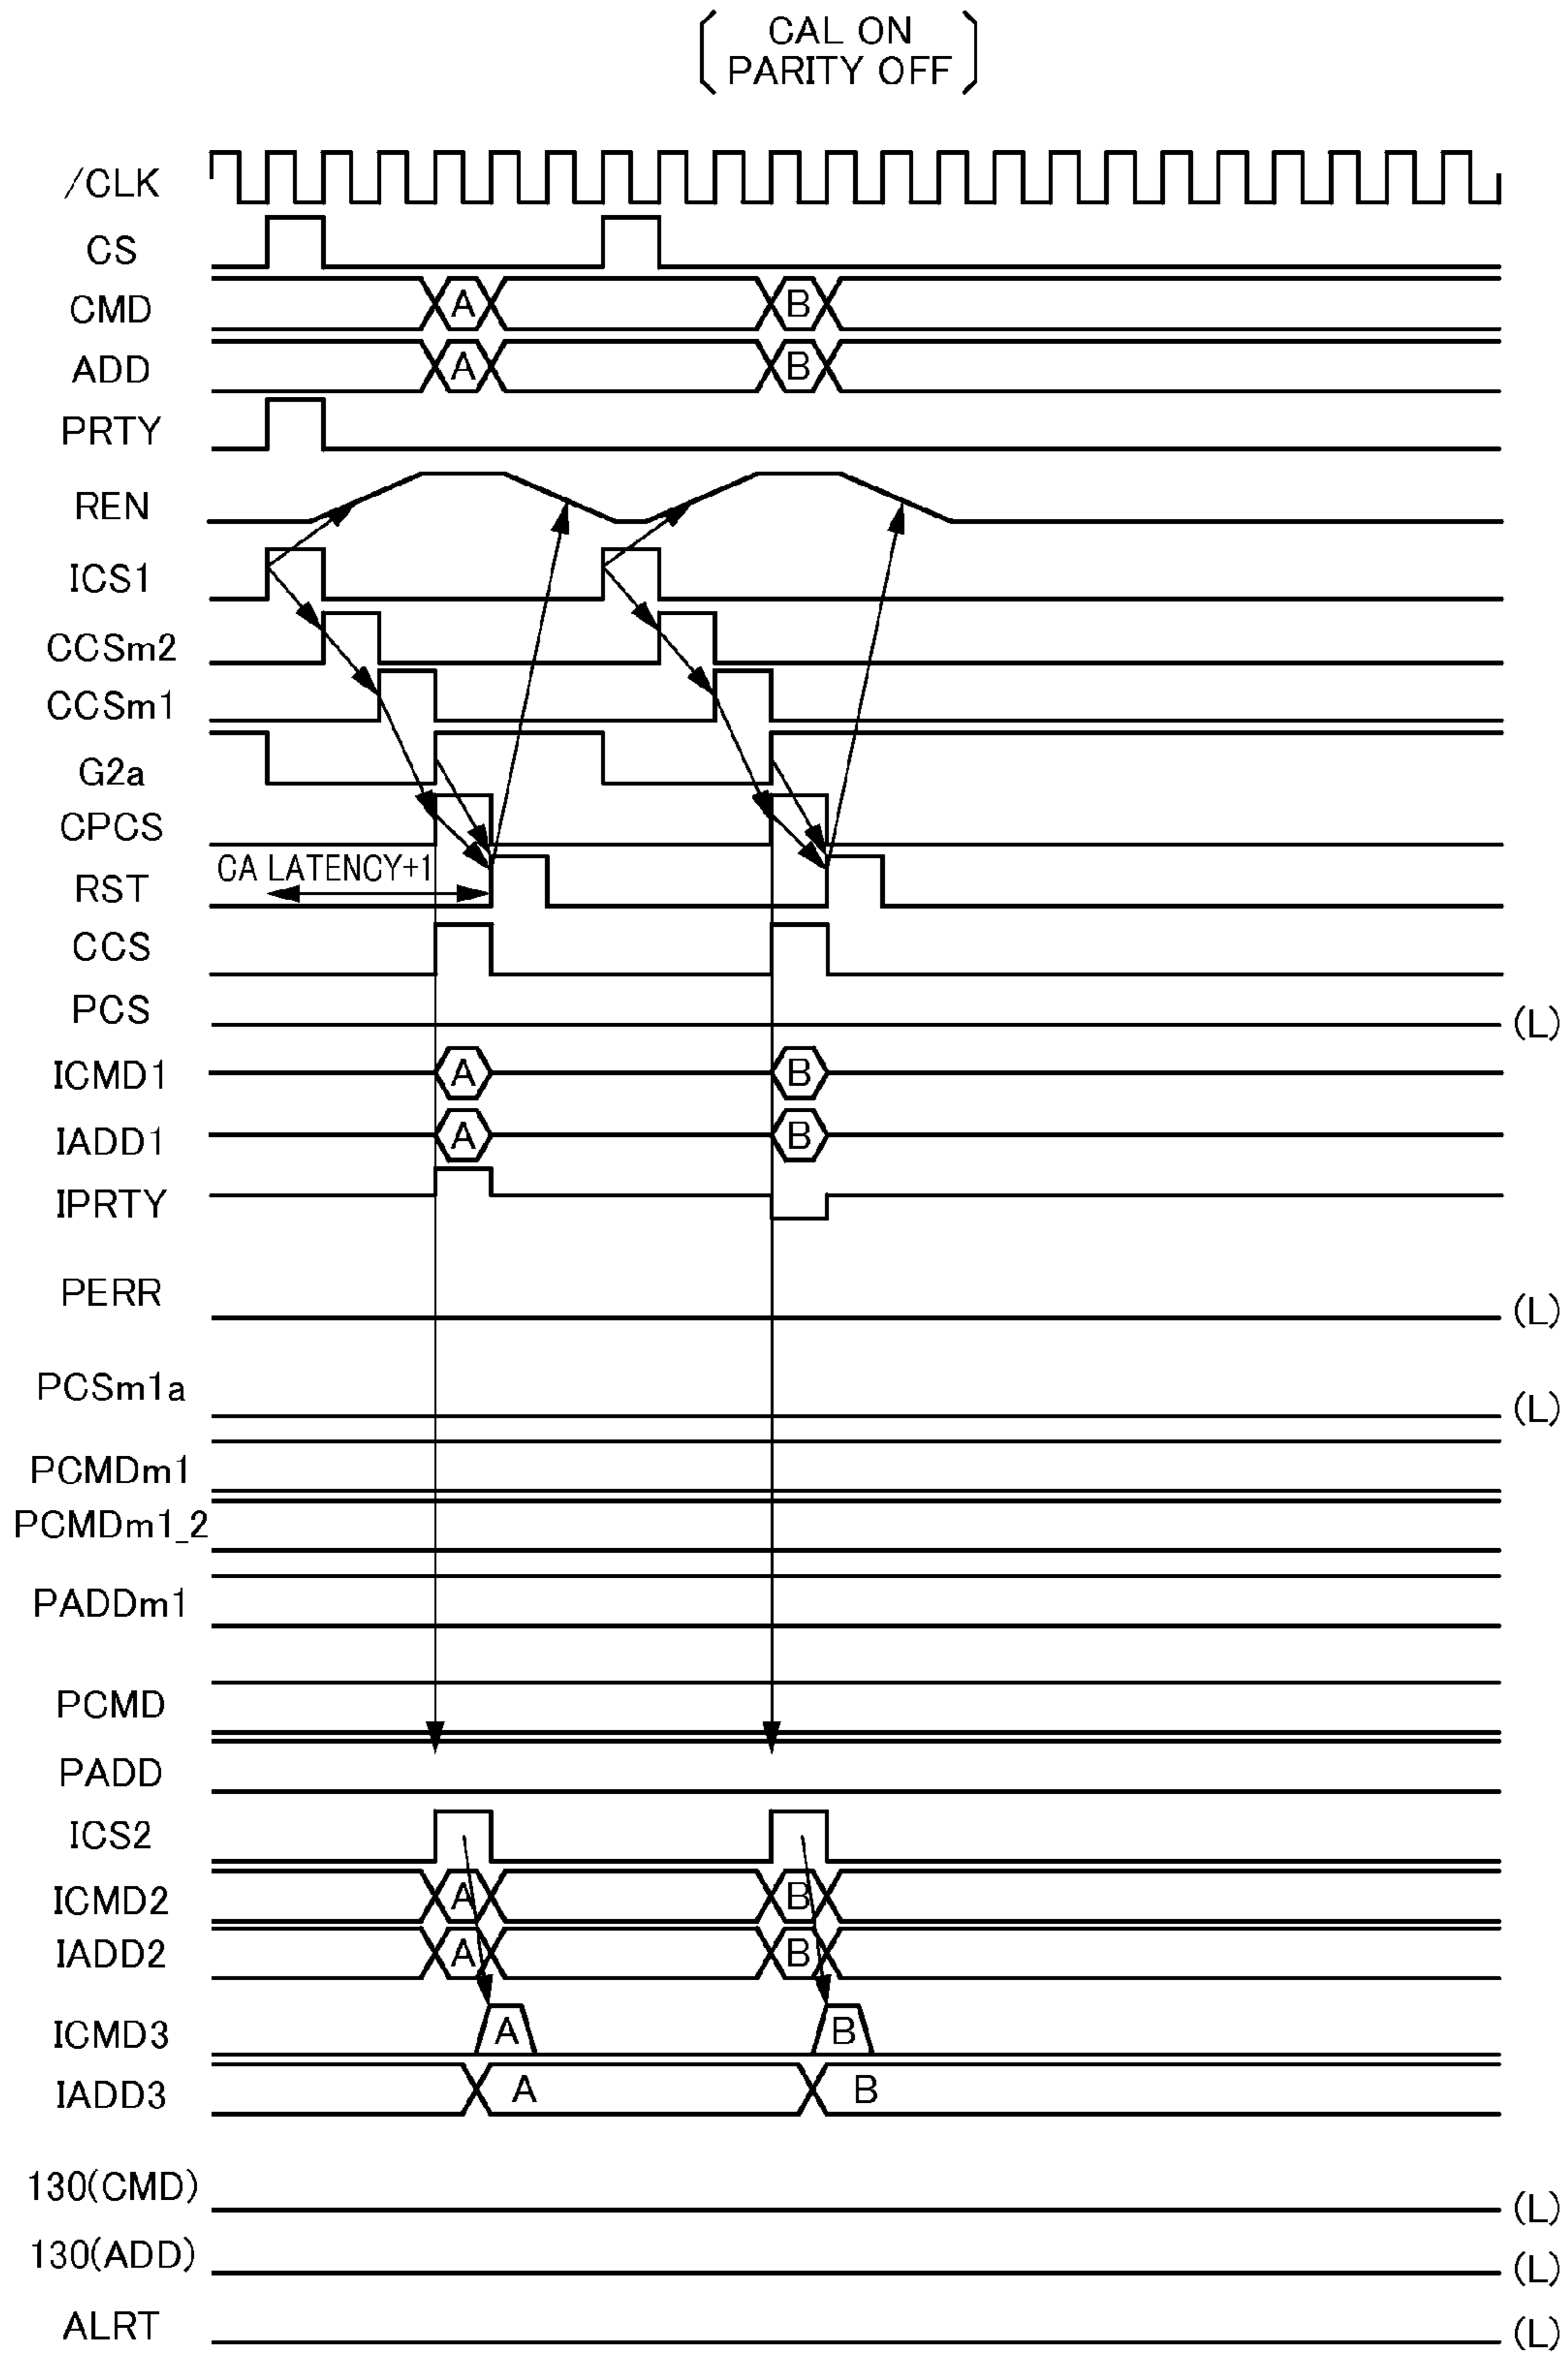 CAL ON
PARITY OFF
/CLK
CS
CMD A B
ADD A B
PRTY
REN
ICS1
CCSm2
CCSm1
G2a
CPCS
CA LATENCY+1
RST
CCS
PCS (L)
ICMD1 A B
IADD1 A B
IPRTY
PERR (L)
PCSm1a (L)
PCMDm1
PCMDm1_2
PADDm1
PCMD
PADD
ICS2
ICMD2 A B
IADD2 A B
ICMD3 A B
IADD3 A B
130(CMD) (L)
130(ADD) (L)
ALRT (L)